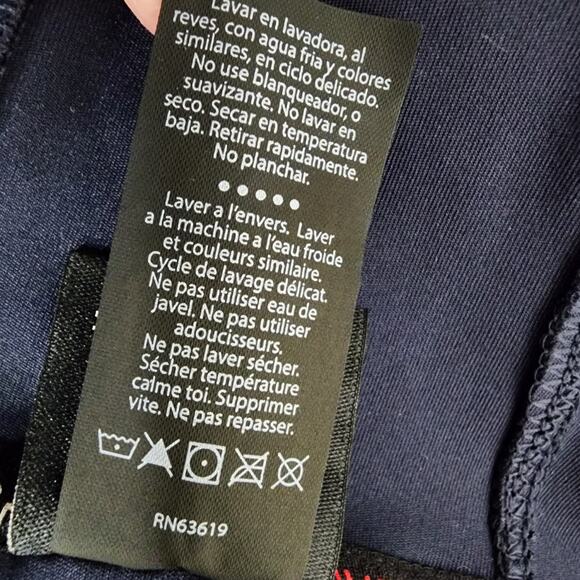 Lavar en lavadora, al
reves, con agua fria y colores
similares, en ciclo delicado.
No use blanqueador, o
suavizante. No lavar en
seco. Secar en temperatura
baja. Retirar rapidamente.
No planchar.
Laver a l'envers. Laver
a la machine a l'eau froide
et couleurs similaire.
Cycle de lavage délicat.
Ne pas utiliser eau de
javel. Ne pas utiliser
adoucisseurs.
Ne pas laver sécher.
Sécher température
calme toi. Supprimer
vite. Ne pas repasser.
RN63619